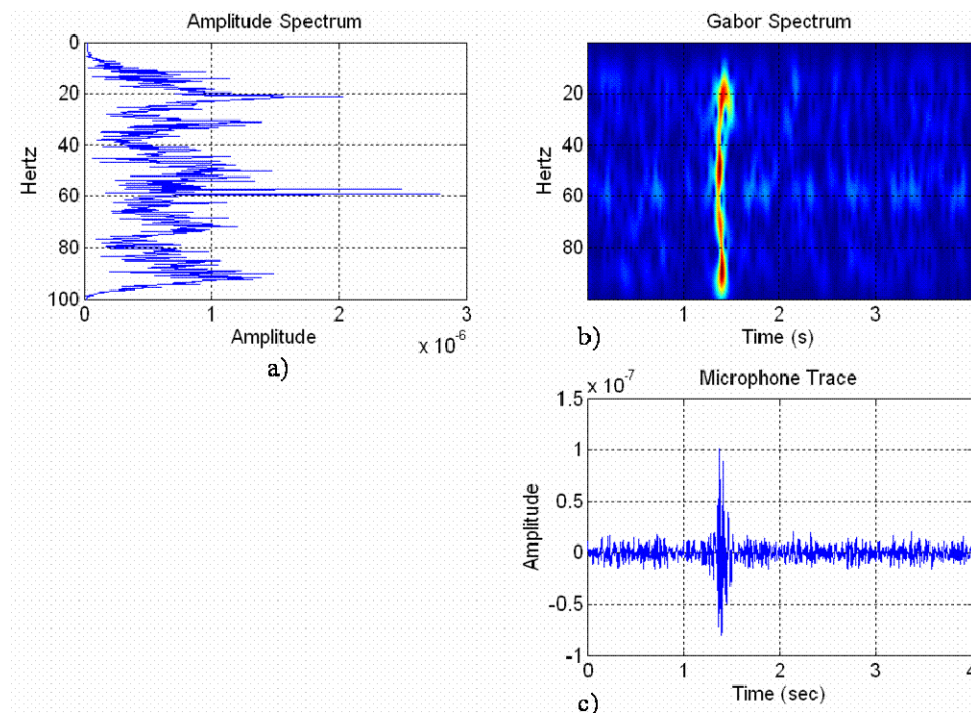 Amplitude Spectrum
0
20
40
60
80
100
Hertz
0 1 2 3
Amplitude
x 10^-6
a)
Gabor Spectrum
20
40
60
80
Hertz
1 2 3
Time (s)
b)
Microphone Trace
x 10^-7
1.5
1
0.5
0
-0.5
-1
Amplitude
0 1 2 3 4
Time (sec)
c)